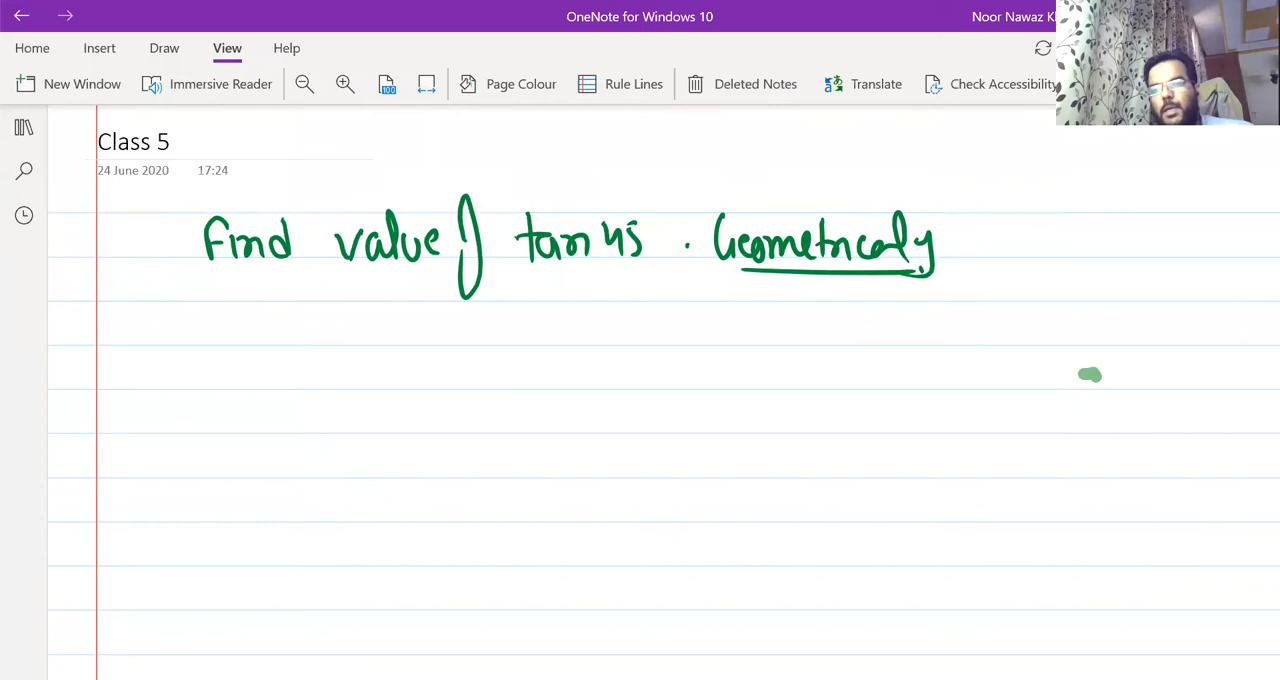 OneNote for Windows 10
Noor Nawaz Kh
Home Insert Draw View Help
New Window Immersive Reader Page Colour Rule Lines Deleted Notes Translate Check Accessibility
Class 5
24 June 2020 17:24
Find value of tan 45 . Geometrically